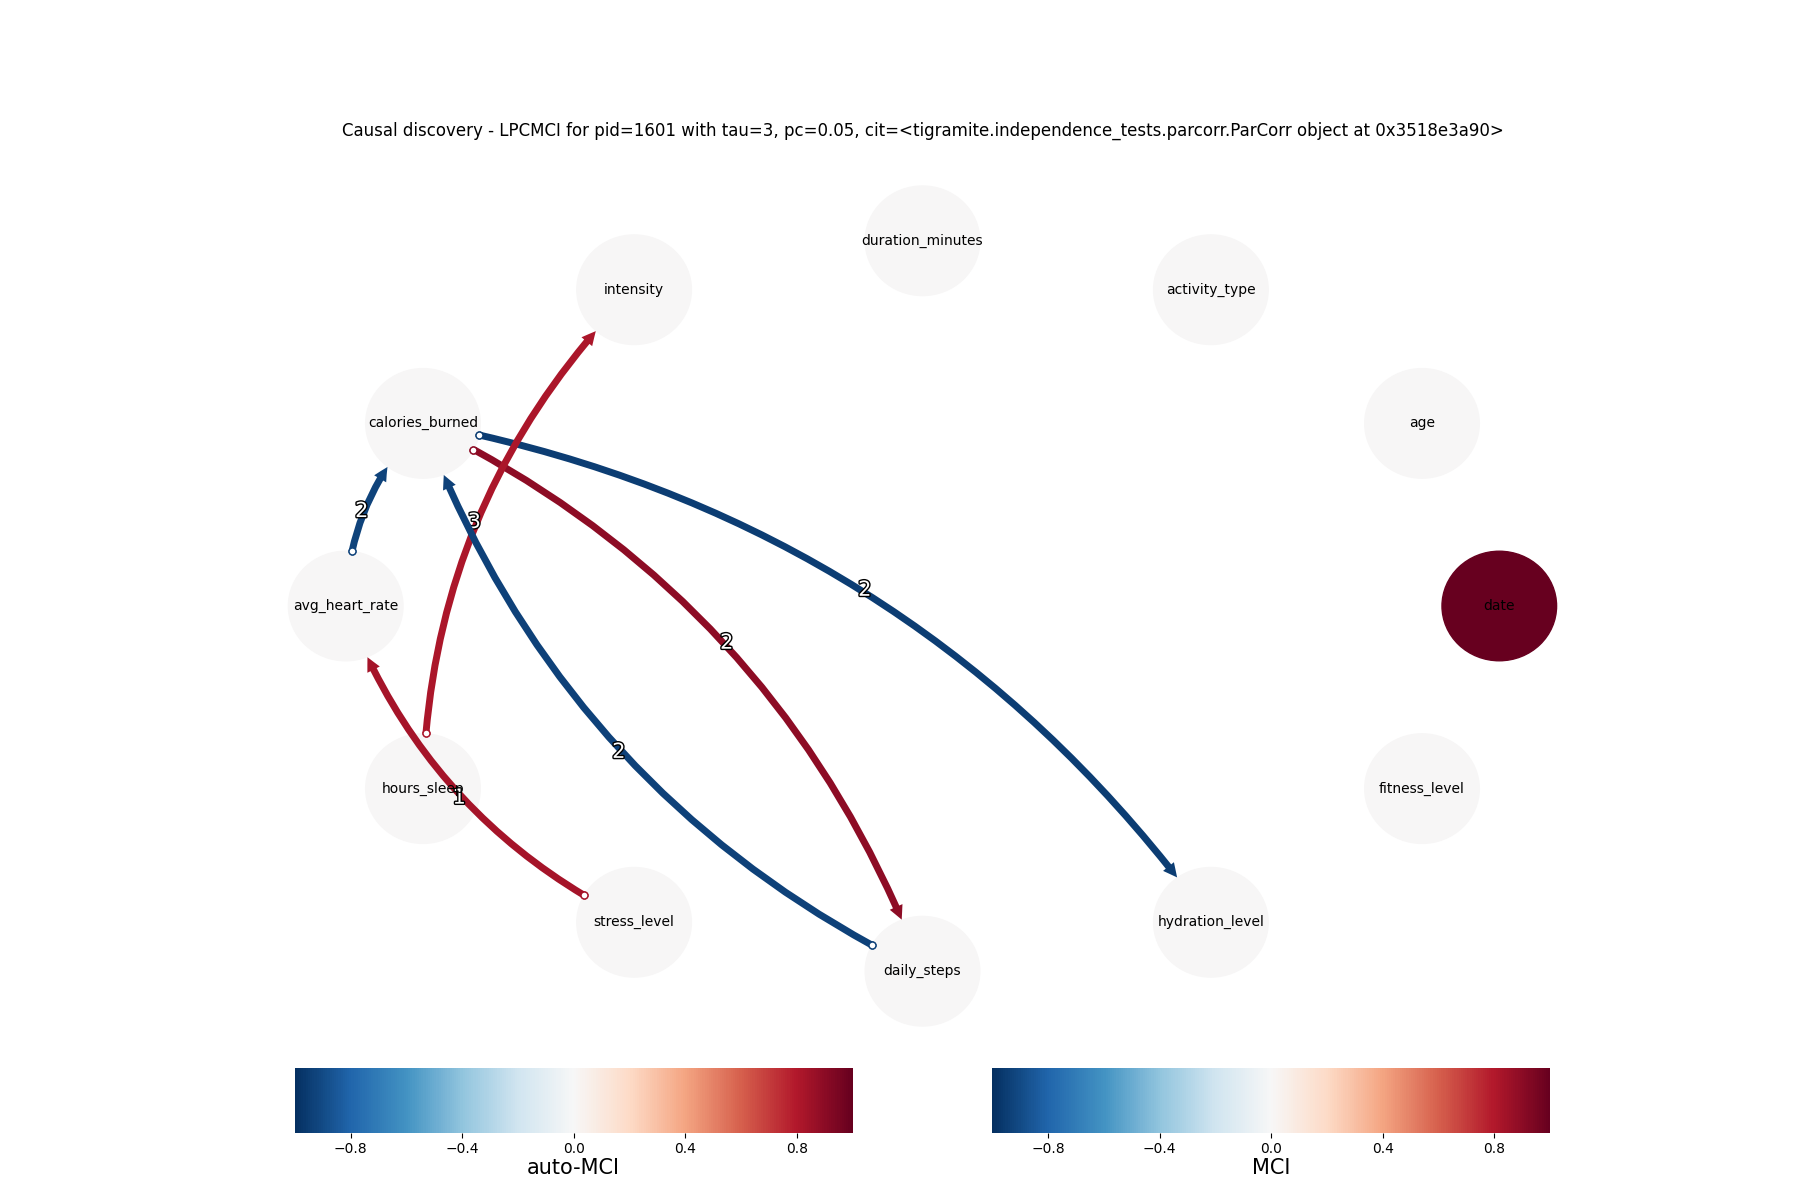 Causal discovery - LPCMCI for pid=1601 with tau=3, pc=0.05, cit=<tigramite.independence_tests.parcorr.ParCorr object at 0x3518e3a90>
duration_minutes
intensity
activity_type
calories_burned
age
2
3
2
avg_heart_rate
date
2
2
hours_sleep
1
fitness_level
stress_level
hydration_level
daily_steps
−0.8 −0.4 0.0 0.4 0.8
auto-MCI
−0.8 −0.4 0.0 0.4 0.8
MCI